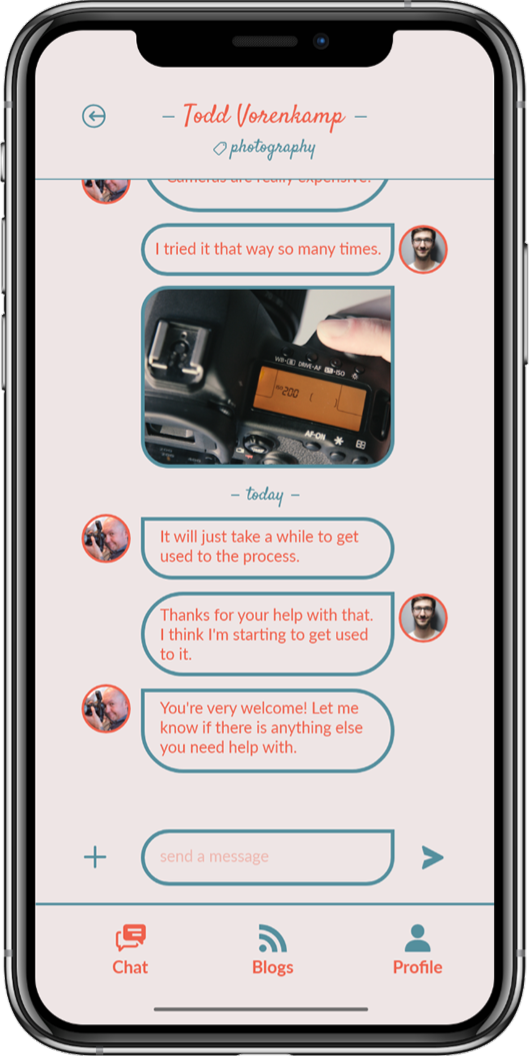 – Todd Vorenkamp –
photography
Cameras are really expensive.
I tried it that way so many times.
WB DRIVE•AF ISO
ISO 200
AF-ON
– today –
It will just take a while to get
used to the process.
Thanks for your help with that.
I think I'm starting to get used
to it.
You're very welcome! Let me
know if there is anything else
you need help with.
send a message
Chat Blogs Profile